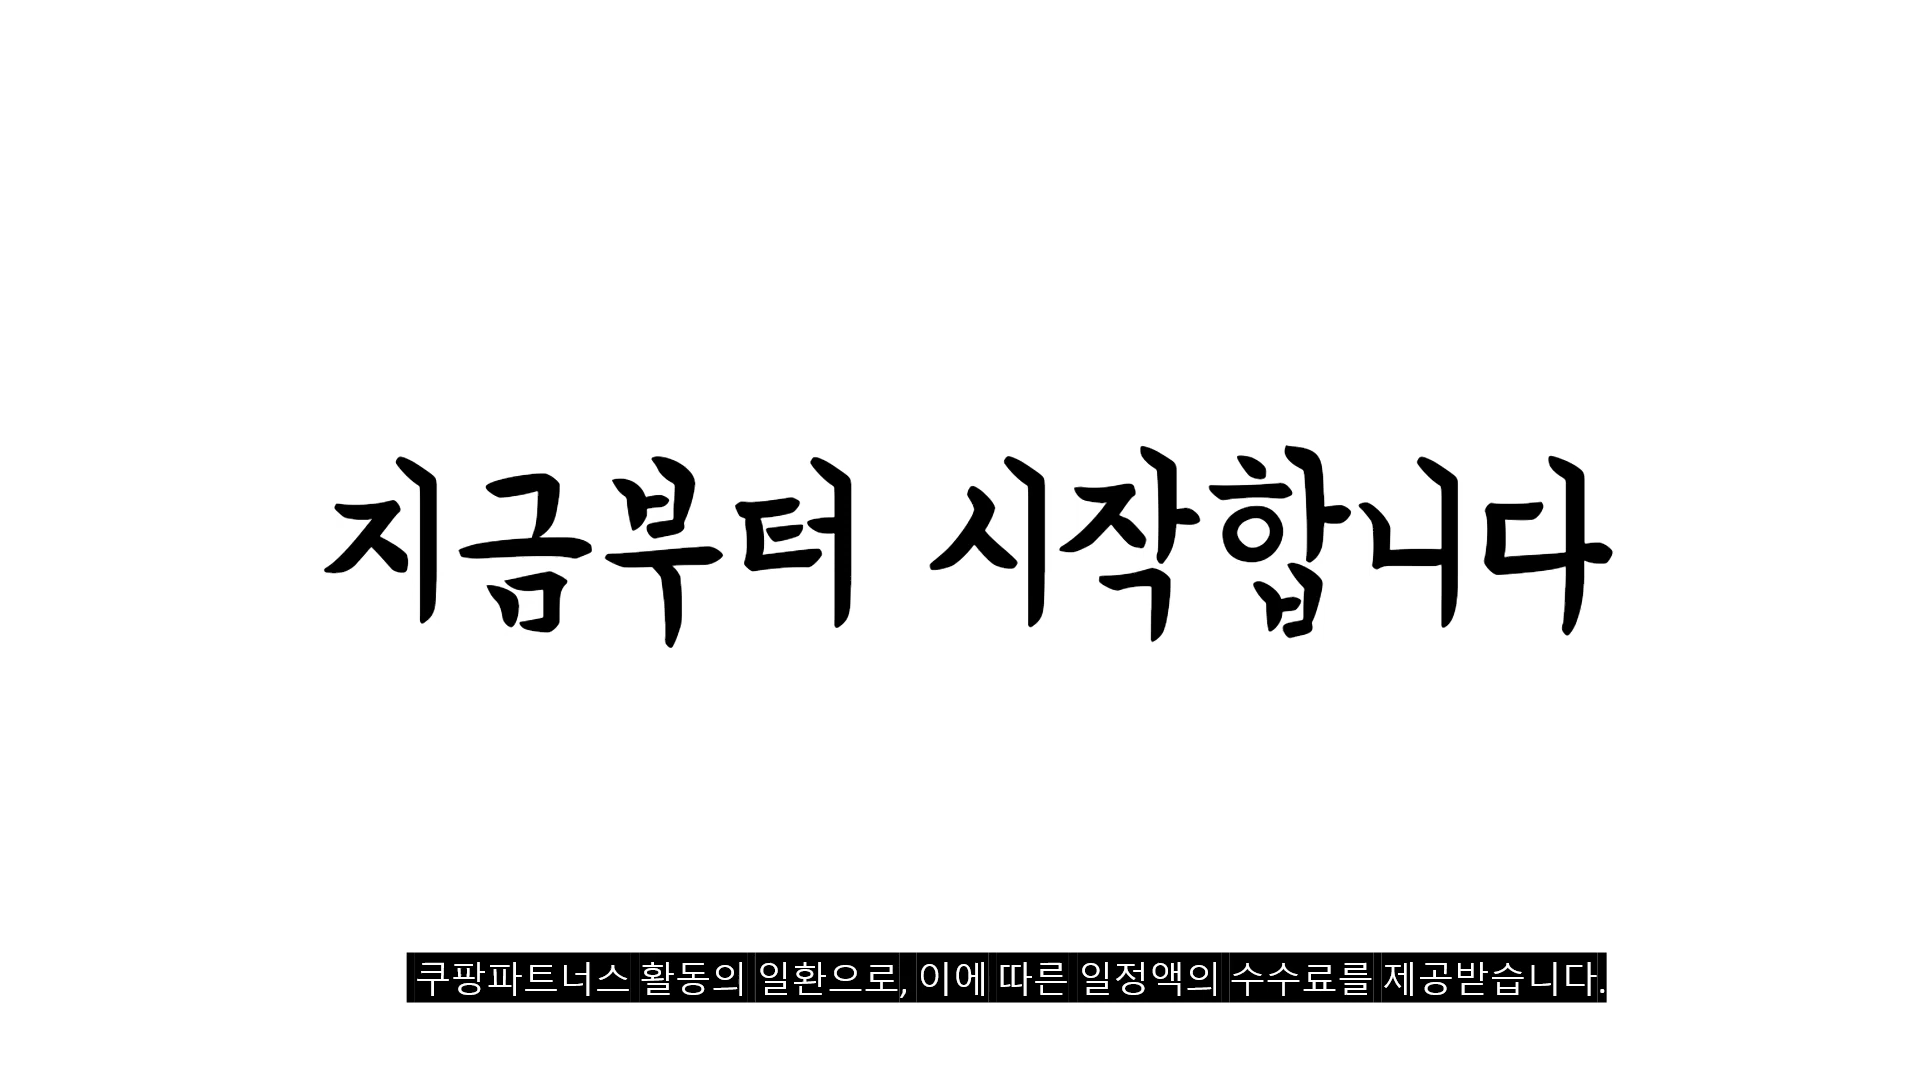 지금부터 시작합니다
쿠팡파트너스 활동의 일환으로, 이에 따른 일정액의 수수료를 제공받습니다.